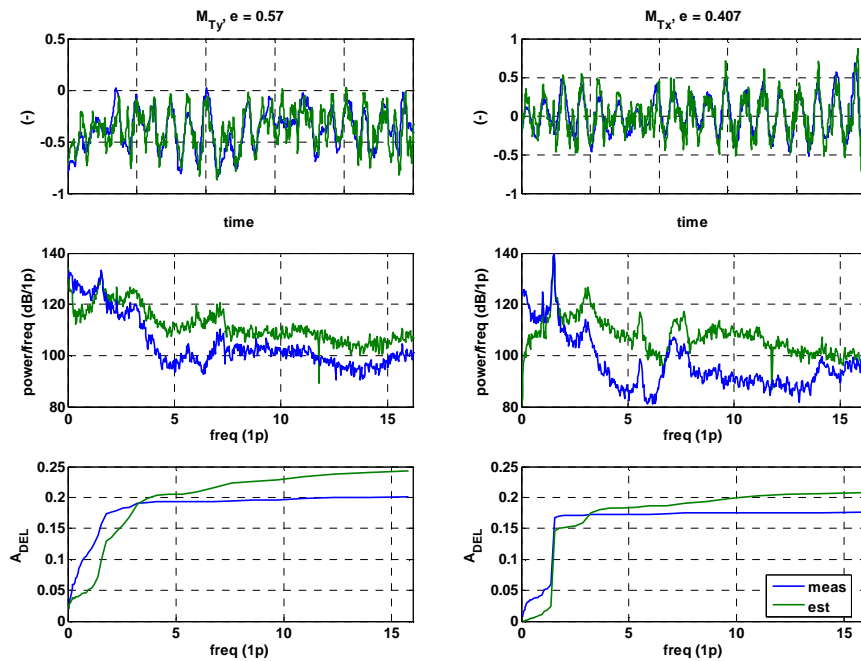 M_Ty, e = 0.57
M_Tx, e = 0.407
0.5
0
-0.5
-1
(-)
time
1
0.5
0
-0.5
-1
(-)
time
140
120
100
80
power/freq (dB/1p)
0 5 10 15
freq (1p)
140
120
100
80
power/freq (dB/1p)
0 5 10 15
freq (1p)
0.25
0.2
0.15
0.1
0.05
0
A_DEL
0 5 10 15
freq (1p)
0.25
0.2
0.15
0.1
0.05
0
A_DEL
0 5 10 15
freq (1p)
meas
est